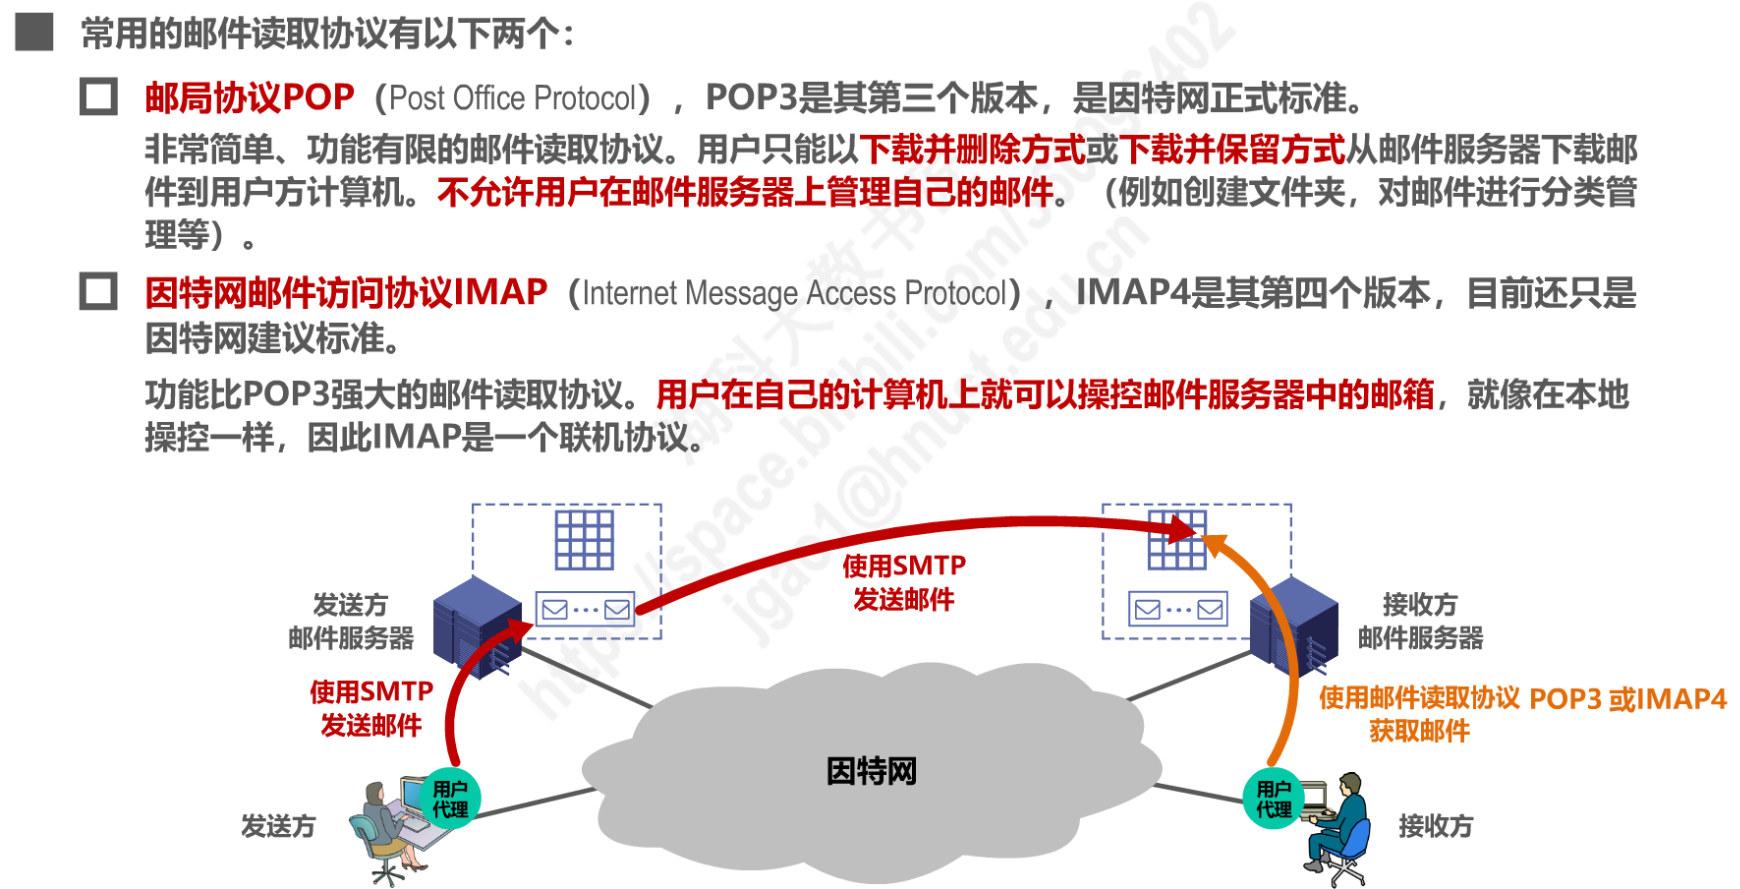 常用的邮件读取协议有以下两个：
邮局协议POP（Post Office Protocol），POP3是其第三个版本，是因特网正式标准。
非常简单、功能有限的邮件读取协议。用户只能以下载并删除方式或下载并保留方式从邮件服务器下载邮
件到用户方计算机。不允许用户在邮件服务器上管理自己的邮件。（例如创建文件夹，对邮件进行分类管
理等）。
因特网邮件访问协议IMAP（Internet Message Access Protocol），IMAP4是其第四个版本，目前还只是
因特网建议标准。
功能比POP3强大的邮件读取协议。用户在自己的计算机上就可以操控邮件服务器中的邮箱，就像在本地
操控一样，因此IMAP是一个联机协议。
使用SMTP
发送邮件
发送方
邮件服务器
接收方
邮件服务器
使用SMTP
发送邮件
使用邮件读取协议 POP3 或IMAP4
获取邮件
因特网
用户
代理
用户
代理
发送方
接收方
jgao1@hnust.edu.cn